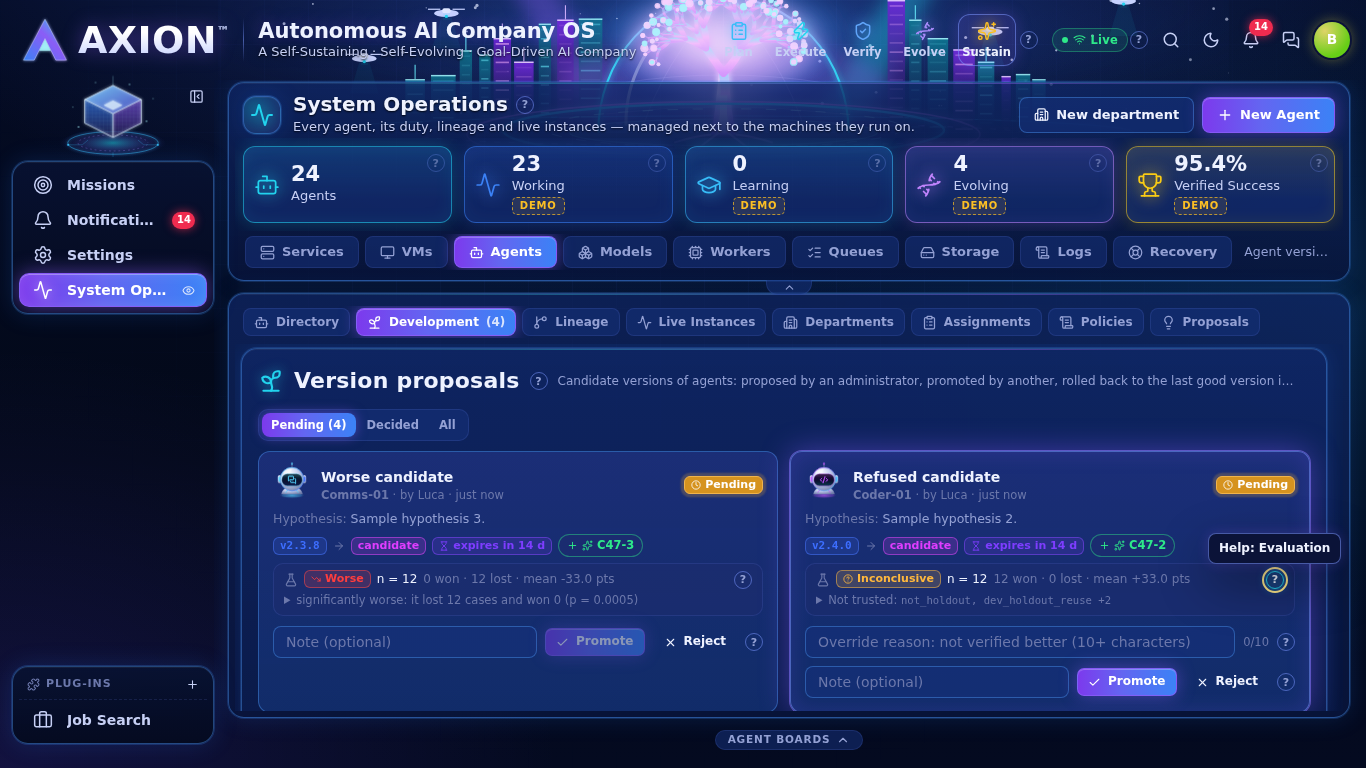 AXION™
Autonomous AI Company OS
A Self-Sustaining · Self-Evolving · Goal-Driven AI Company
Execute
Verify
Evolve
Sustain
?
Live
?
14
B
System Operations ?
Every agent, its duty, lineage and live instances — managed next to the machines they run on.
New department
+ New Agent
24
Agents
?
23
Working
DEMO
?
0
Learning
DEMO
?
4
Evolving
DEMO
?
95.4%
Verified Success
DEMO
?
Missions
Notificati... 14
Settings
System Op...
Services
VMs
Agents
Models
Workers
Queues
Storage
Logs
Recovery
Agent versi...
Directory
Development (4)
Lineage
Live Instances
Departments
Assignments
Policies
Proposals
Version proposals ? Candidate versions of agents: proposed by an administrator, promoted by another, rolled back to the last good version i...
Pending (4)
Decided
All
Worse candidate
Comms-01 · by Luca · just now
Pending
Hypothesis: Sample hypothesis 3.
v2.3.8 → candidate expires in 14 d + C47-3
Worse n = 12 0 won · 12 lost · mean -33.0 pts ?
significantly worse: it lost 12 cases and won 0 (p = 0.0005)
Note (optional)
Promote
Reject
?
Refused candidate
Coder-01 · by Luca · just now
Pending
Hypothesis: Sample hypothesis 2.
v2.4.0 → candidate expires in 14 d + C47-2
Help: Evaluation
Inconclusive n = 12 12 won · 0 lost · mean +33.0 pts ?
Not trusted: not_holdout, dev_holdout_reuse +2
Override reason: not verified better (10+ characters) 0/10 ?
Note (optional)
Promote
Reject
?
PLUG-INS +
Job Search
AGENT BOARDS